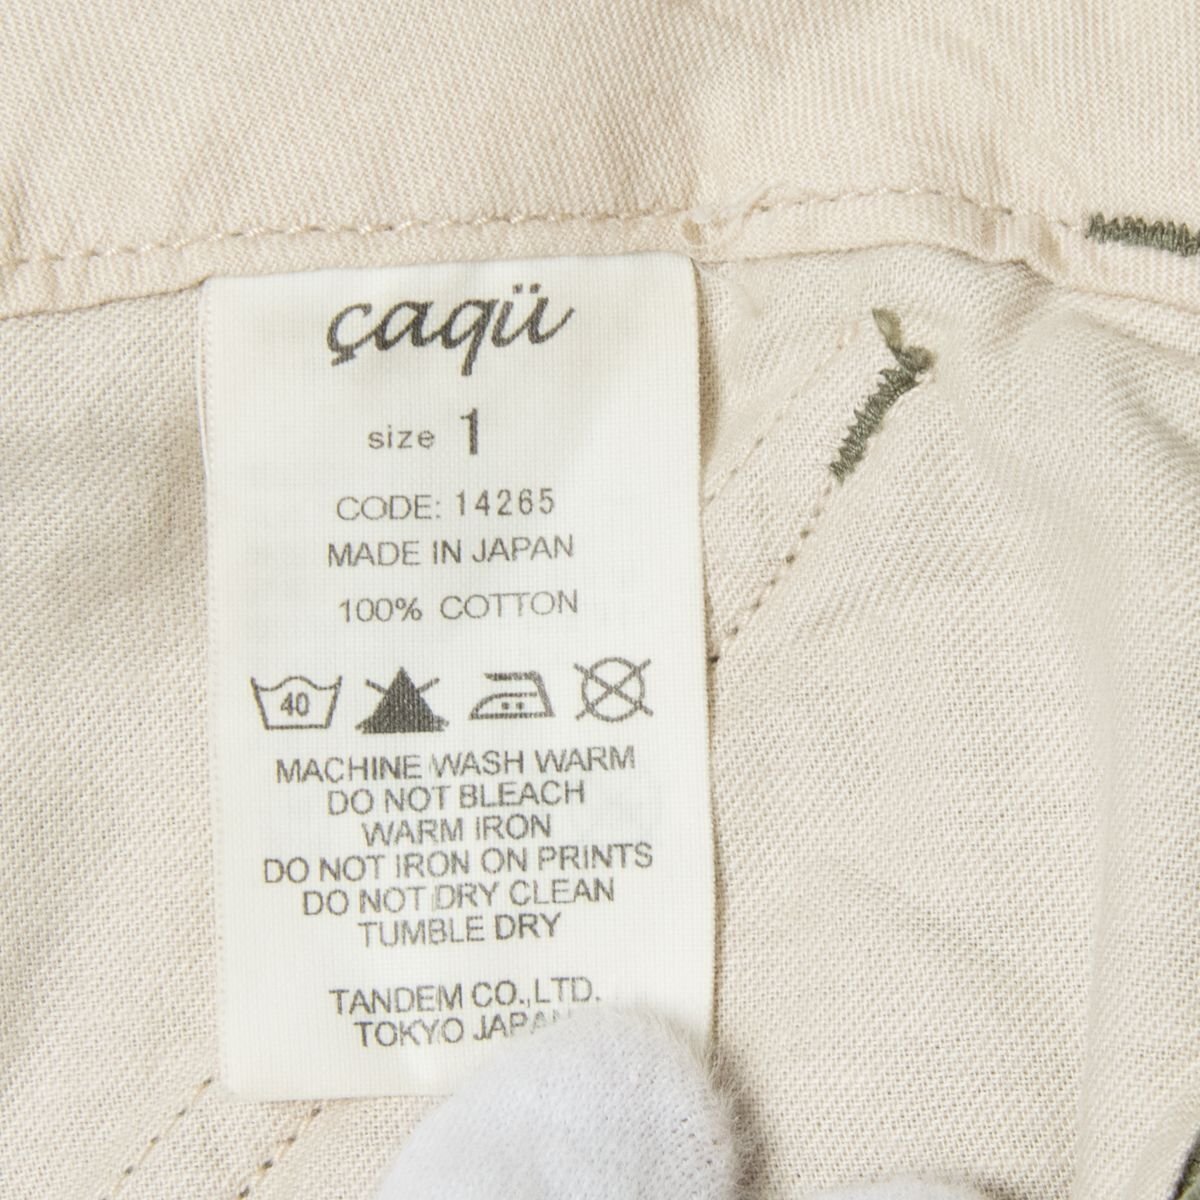 çaqü
size 1
CODE: 14265
MADE IN JAPAN
100% COTTON
40
MACHINE WASH WARM
DO NOT BLEACH
WARM IRON
DO NOT IRON ON PRINTS
DO NOT DRY CLEAN
TUMBLE DRY
TANDEM CO.,LTD.
TOKYO JAPAN